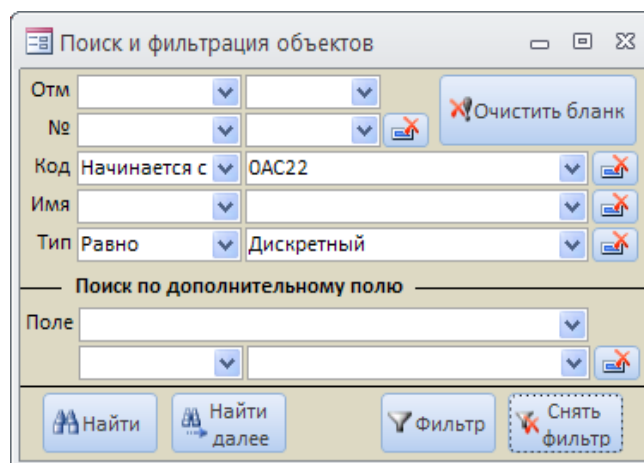 Поиск и фильтрация объектов
Отм
Очистить бланк
№
Код Начинается с 0AC22
Имя
Тип Равно Дискретный
Поиск по дополнительному полю
Поле
Найти Найти далее Фильтр Снять фильтр